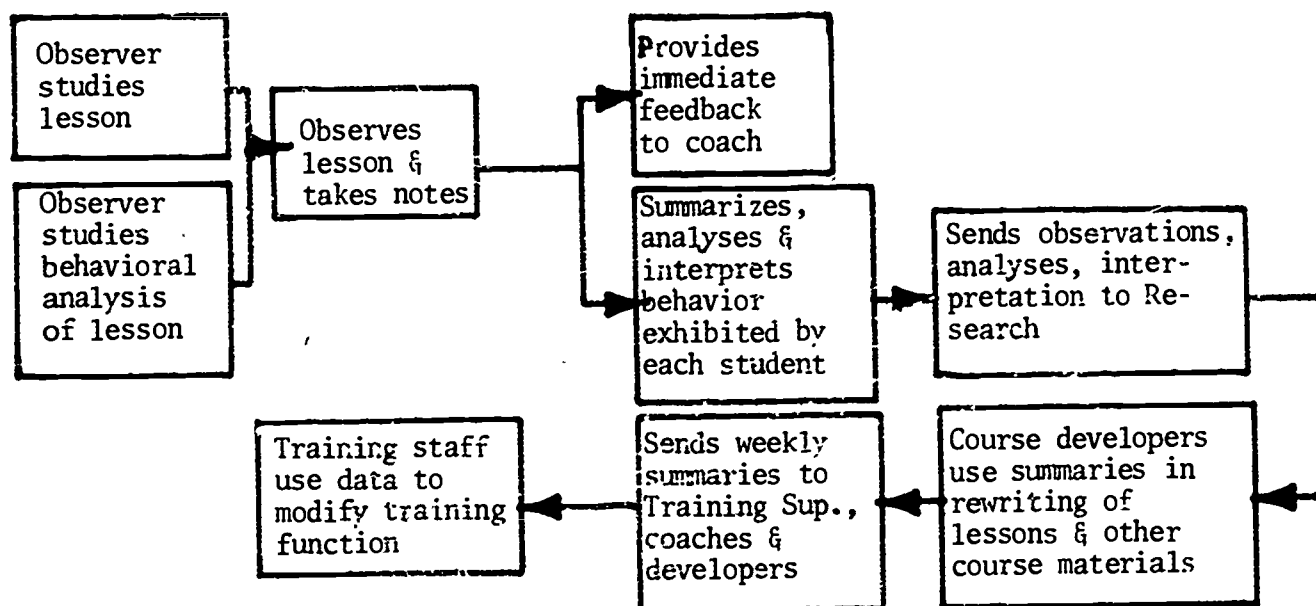 Observer
studies
lesson
Observer
studies
behavioral
analysis
of lesson
Observes
lesson &
takes notes
Provides
immediate
feedback
to coach
Summarizes,
analyses &
interprets
behavior
exhibited by
each student
Sends observations,
analyses, inter-
pretation to Re-
search
Course developers
use summaries in
rewriting of
lessons & other
course materials
Sends weekly
summaries to
Training Sup.,
coaches &
developers
Training staff
use data to
modify training
function